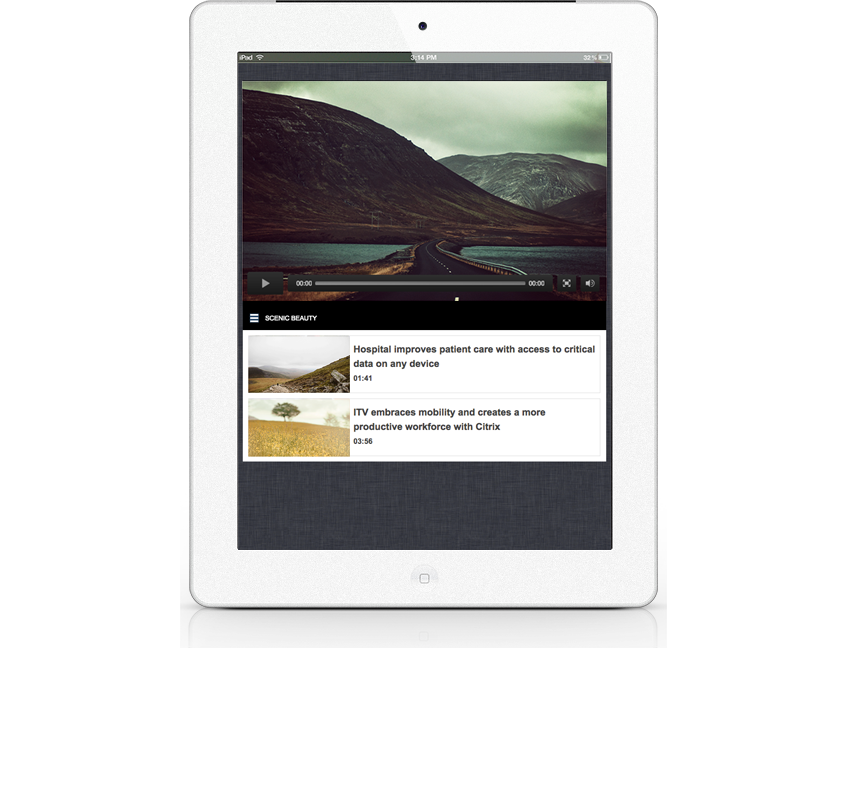 iPad
3:14 PM
32%
00:00
00:00
SCENIC BEAUTY
Hospital improves patient care with access to critical
data on any device
01:41
ITV embraces mobility and creates a more
productive workforce with Citrix
03:56